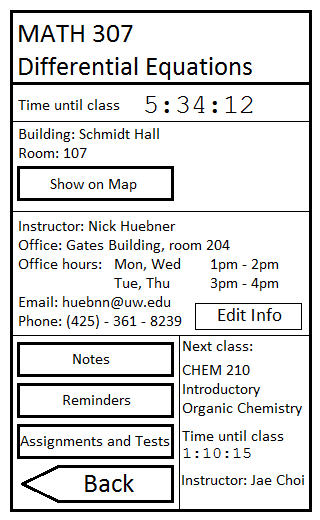 MATH 307
Differential Equations
Time until class 5:34:12
Building: Schmidt Hall
Room: 107
Show on Map
Instructor: Nick Huebner
Office: Gates Building, room 204
Office hours: Mon, Wed 1pm - 2pm
Tue, Thu 3pm - 4pm
Email: huebnn@uw.edu
Phone: (425) - 361 - 8239
Edit Info
Notes
Reminders
Assignments and Tests
Back
Next class:
CHEM 210
Introductory
Organic Chemistry
Time until class
1:10:15
Instructor: Jae Choi